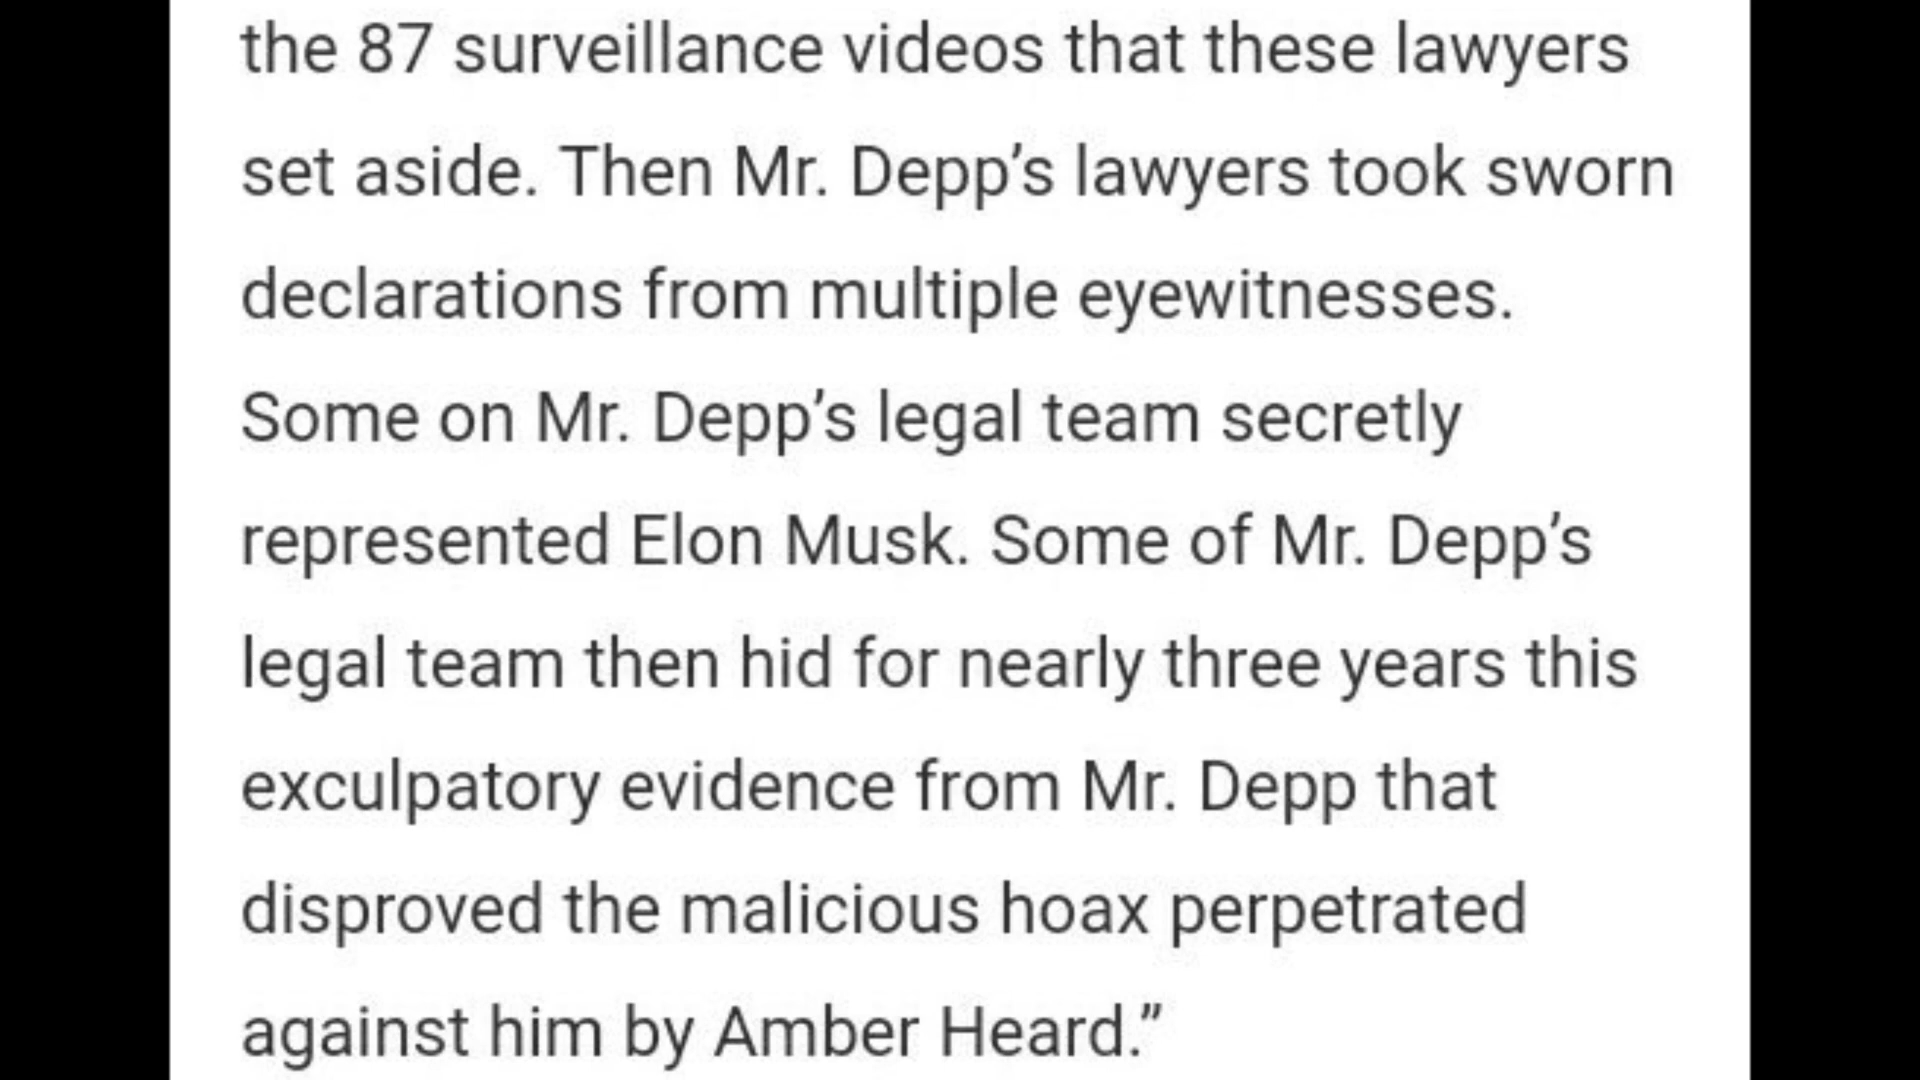 the 87 surveillance videos that these lawyers
set aside. Then Mr. Depp’s lawyers took sworn
declarations from multiple eyewitnesses.
Some on Mr. Depp’s legal team secretly
represented Elon Musk. Some of Mr. Depp’s
legal team then hid for nearly three years this
exculpatory evidence from Mr. Depp that
disproved the malicious hoax perpetrated
against him by Amber Heard.”